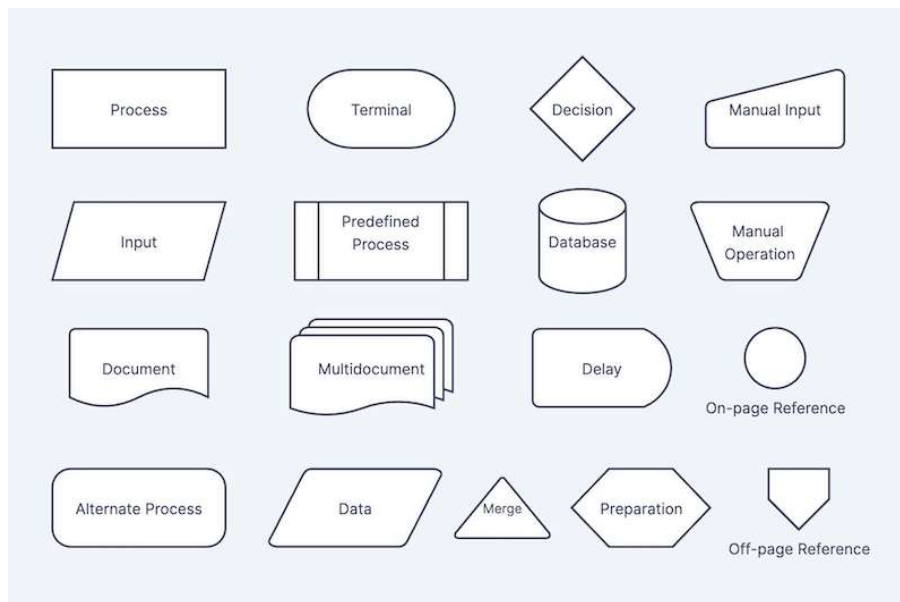 Process
Terminal
Decision
Manual Input
Input
Predefined
Process
Database
Manual
Operation
Document
Multidocument
Delay
On-page Reference
Alternate Process
Data
Merge
Preparation
Off-page Reference